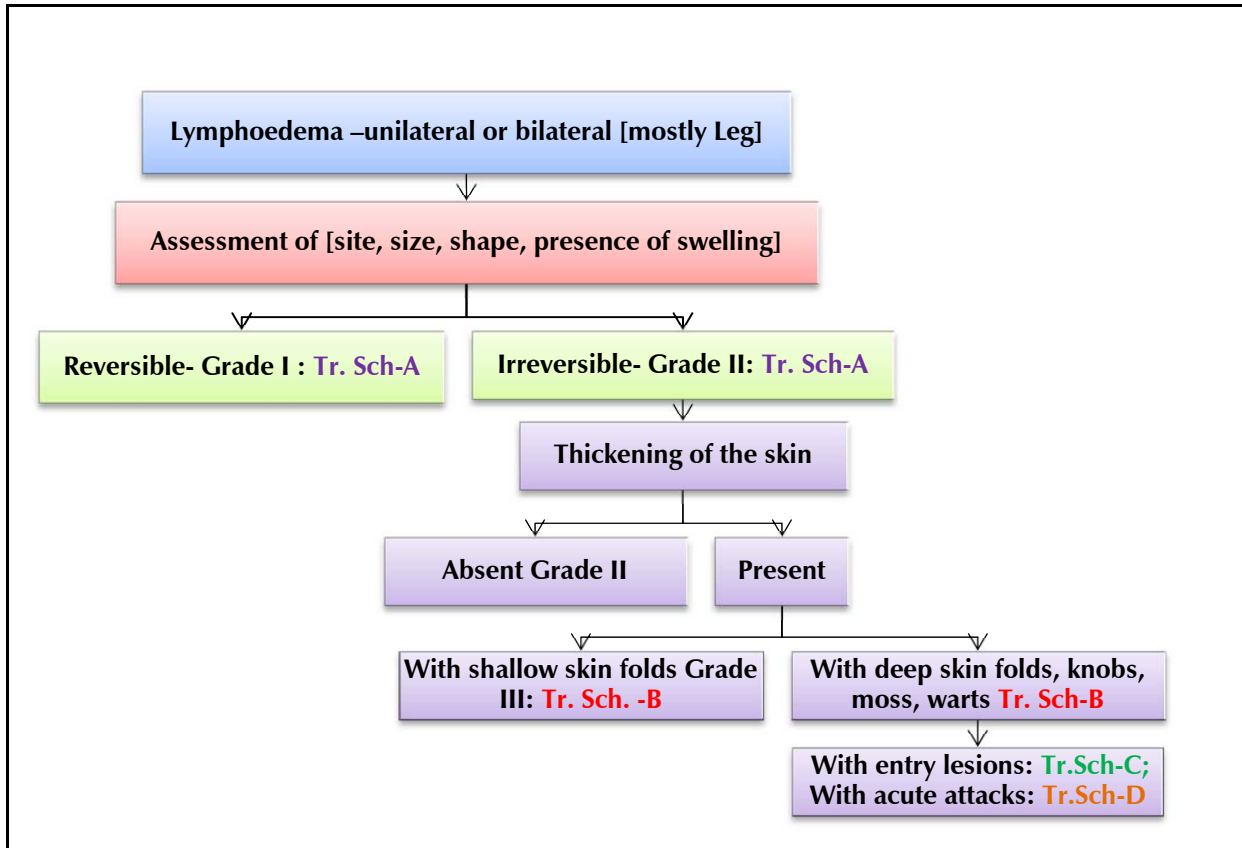 Lymphoedema –unilateral or bilateral [mostly Leg]
Assessment of [site, size, shape, presence of swelling]
Reversible- Grade I : Tr. Sch-A
Irreversible- Grade II: Tr. Sch-A
Thickening of the skin
Absent Grade II
Present
With shallow skin folds Grade
III: Tr. Sch. -B
With deep skin folds, knobs,
moss, warts Tr. Sch-B
With entry lesions: Tr.Sch-C;
With acute attacks: Tr.Sch-D